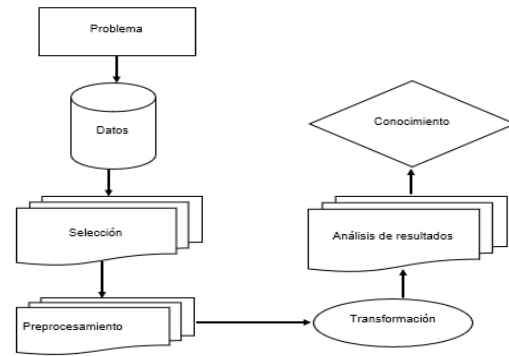 Problema
Datos
Selección
Preprocesamiento
Transformación
Análisis de resultados
Conocimiento